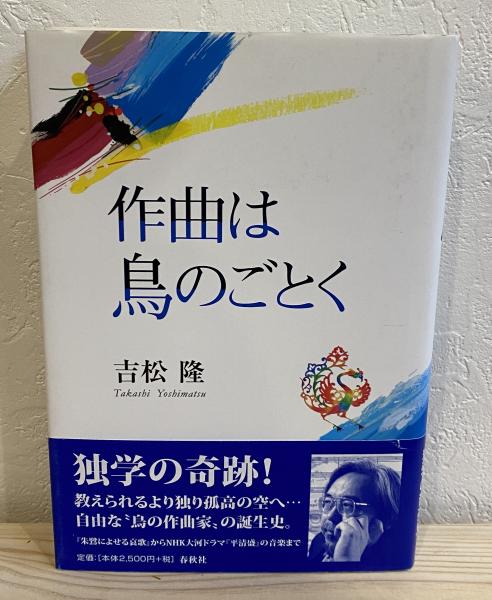 作曲は
鳥のごとく
吉松 隆
Takashi Yoshimatsu
独学の奇跡!
教えられるより独り孤高の空へ…
自由な〝鳥の作曲家〟の誕生史。
『朱鷺によせる哀歌』からNHK大河ドラマ『平清盛』の音楽まで
定価:[本体2,500円+税] 春秋社